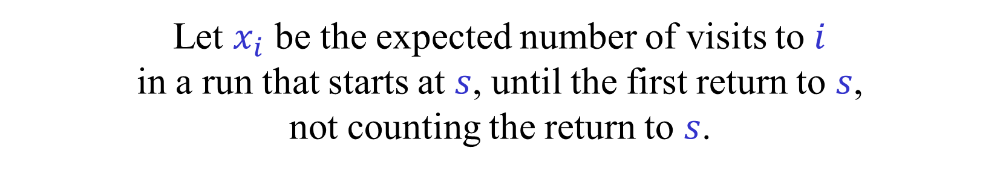 Let xᵢ be the expected number of visits to i
in a run that starts at s, until the first return to s,
not counting the return to s.